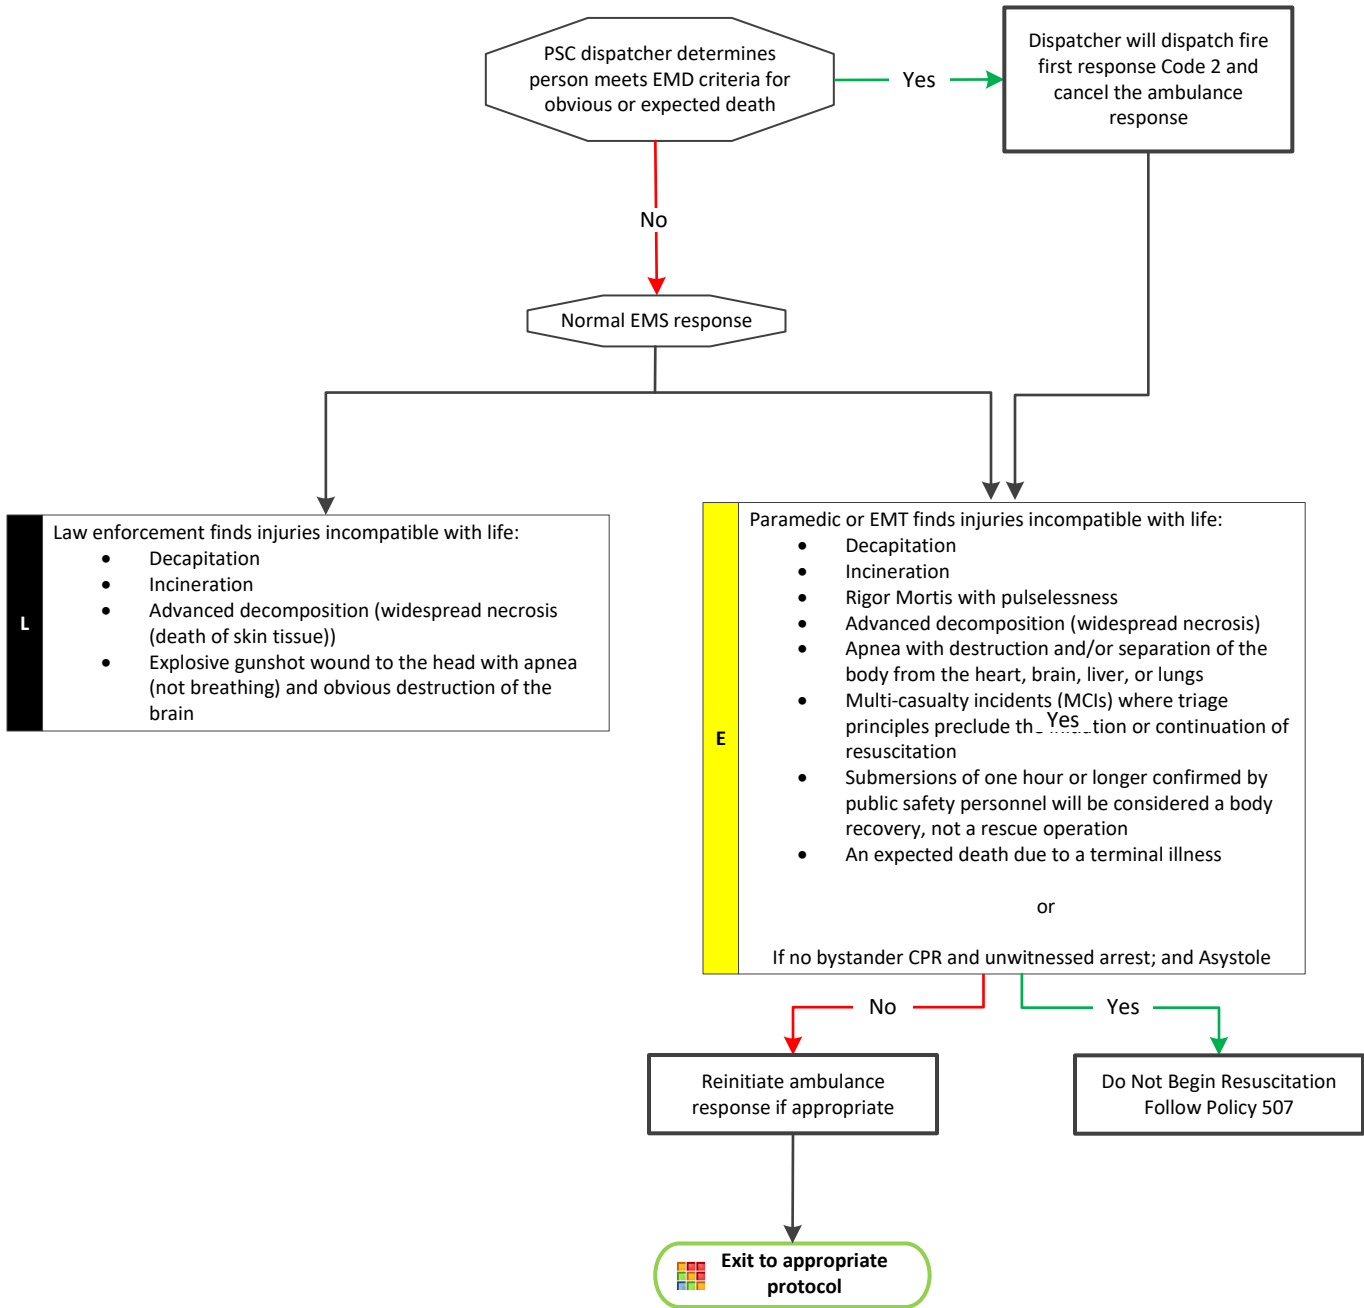 PSC dispatcher determines
person meets EMD criteria for
obvious or expected death
Yes
Dispatcher will dispatch fire
first response Code 2 and
cancel the ambulance
response
No
Normal EMS response
L
Law enforcement finds injuries incompatible with life:
• Decapitation
• Incineration
• Advanced decomposition (widespread necrosis
(death of skin tissue))
• Explosive gunshot wound to the head with apnea
(not breathing) and obvious destruction of the
brain
E
Paramedic or EMT finds injuries incompatible with life:
• Decapitation
• Incineration
• Rigor Mortis with pulselessness
• Advanced decomposition (widespread necrosis)
• Apnea with destruction and/or separation of the
body from the heart, brain, liver, or lungs
• Multi-casualty incidents (MCIs) where triage
Yes
principles preclude or continuation of
resuscitation
• Submersions of one hour or longer confirmed by
public safety personnel will be considered a body
recovery, not a rescue operation
• An expected death due to a terminal illness
or
If no bystander CPR and unwitnessed arrest; and Asystole
No
Yes
Reinitiate ambulance
response if appropriate
Do Not Begin Resuscitation
Follow Policy 507
Exit to appropriate
protocol